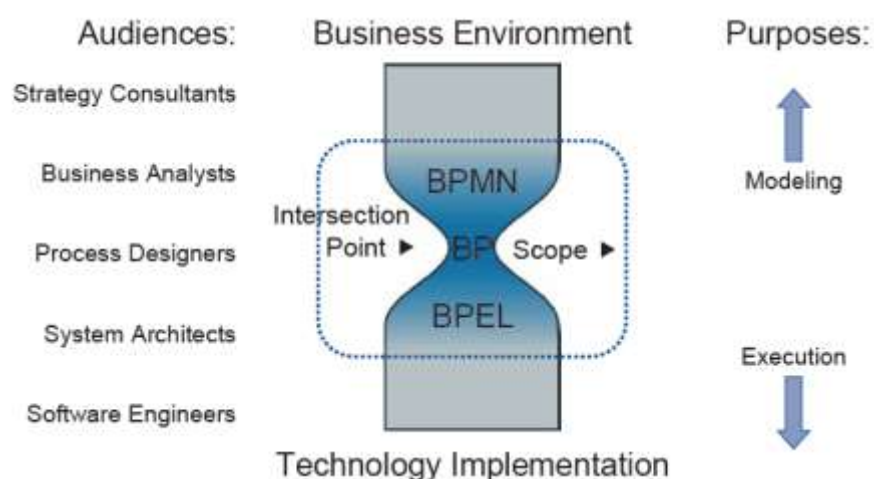 Audiences:
Business Environment
Purposes:
Strategy Consultants
Business Analysts
BPMN
Modeling
Intersection
Point ►
BP
Scope ►
Process Designers
BPEL
System Architects
Execution
Software Engineers
Technology Implementation